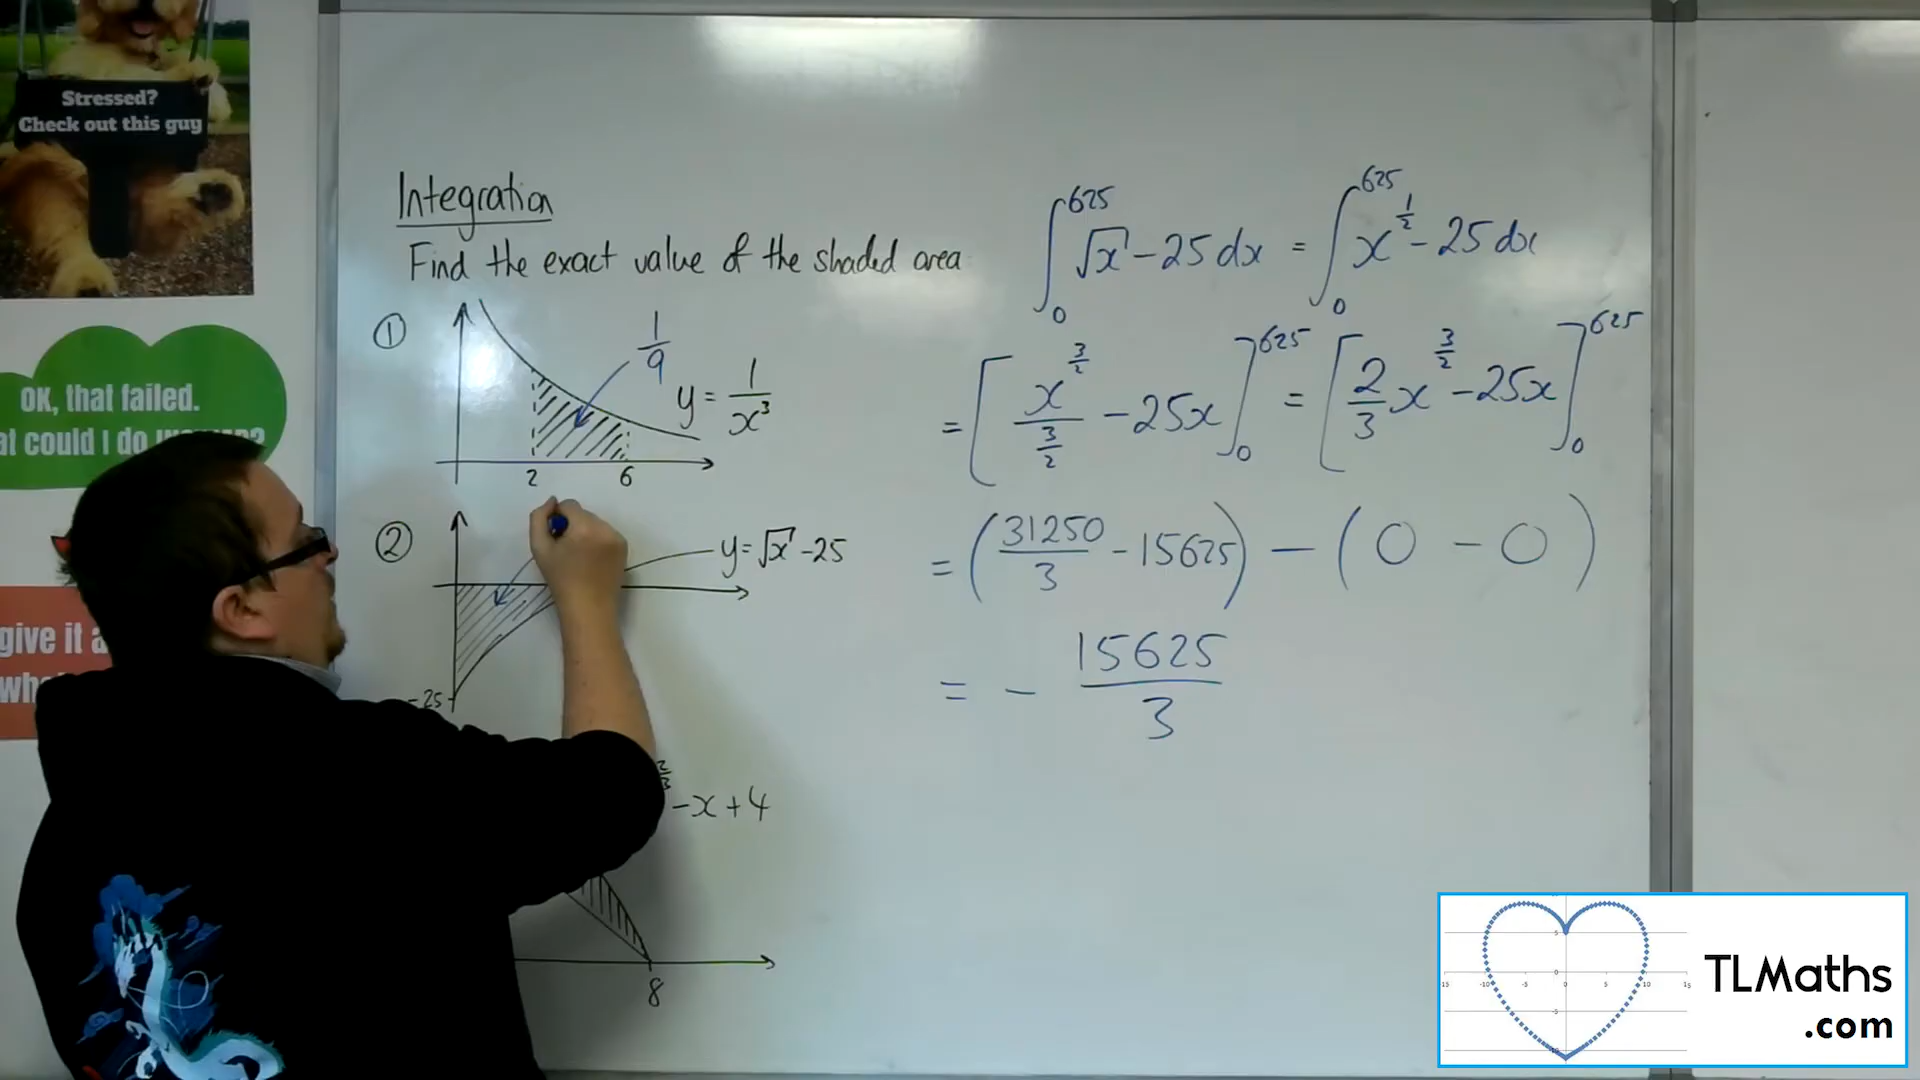 Stressed?
Check out this guy
OK, that failed.
at could I do
give it a
Integration
Find the exact value of the shaded area
①
1/9
y = 1/x³
2
6
②
y=√x -25
-25
-x+4
8
∫₀⁶²⁵ √x -25 dx = ∫₀⁶²⁵ x^(1/2) -25 dx
= [x^(3/2)/(3/2) -25x]₀⁶²⁵ = [2/3 x^(3/2) -25x]₀⁶²⁵
= (31250/3 -15625) - (0 - 0)
= - 15625/3
TLMaths
.com